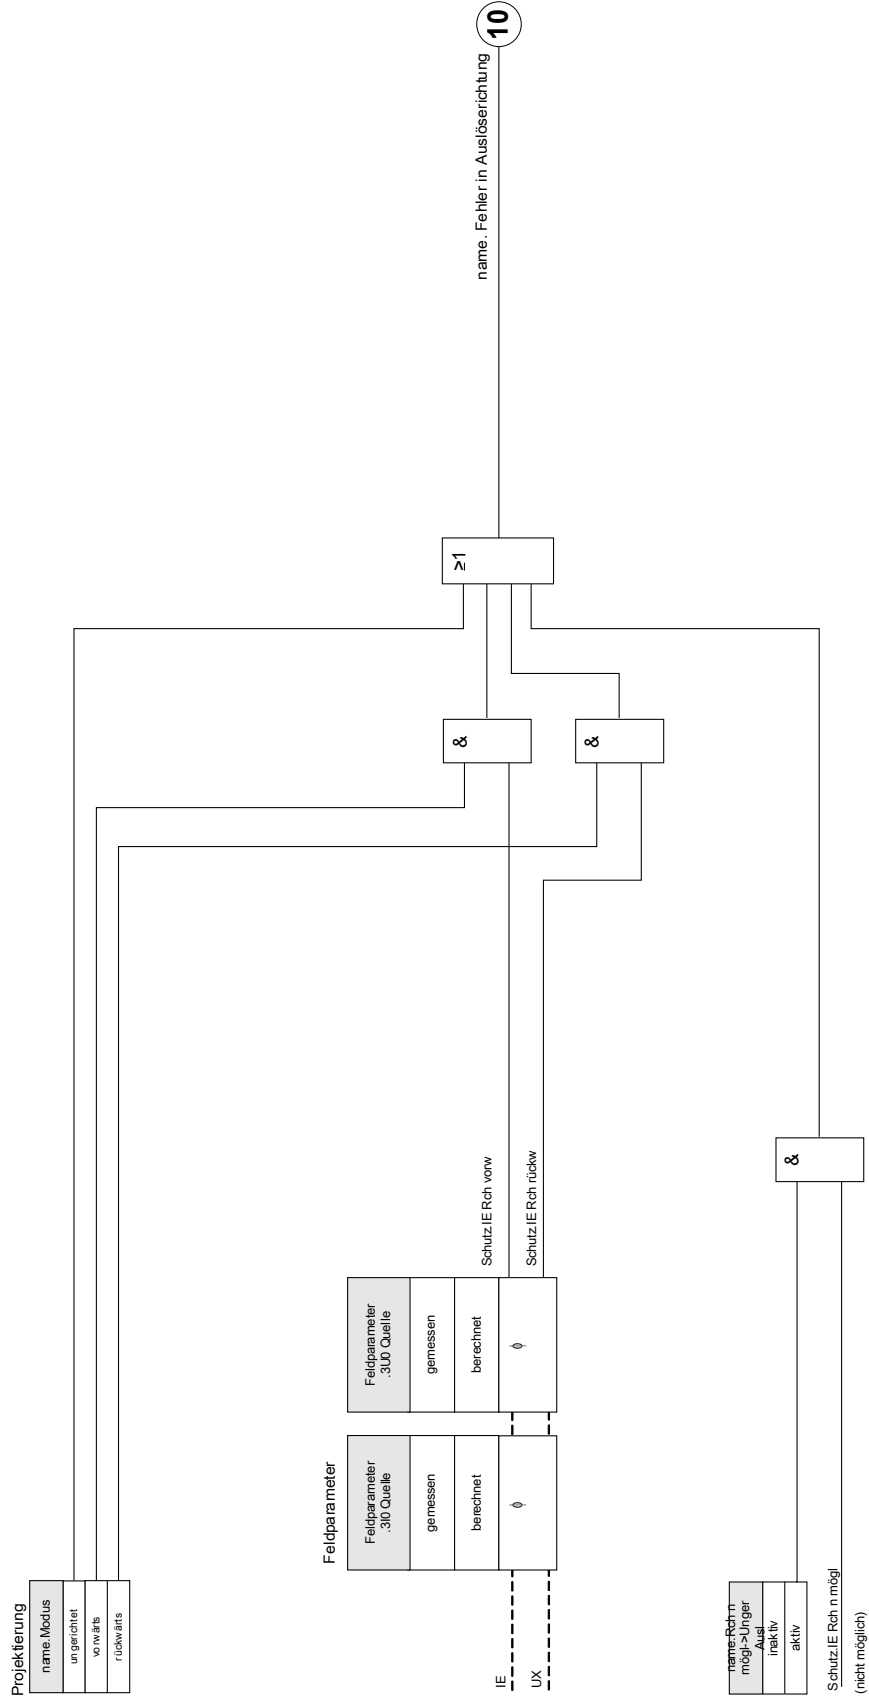 Projektierung
name.Modus
ungerichtet
vorwärts
rückwärts
Feldparameter
Feldparameter
.3I0 Quelle
gemessen
berechnet
ϕ
Feldparameter
.3U0 Quelle
gemessen
berechnet
ϕ
IE
UX
Schutz.IE Rch vorw
Schutz.IE Rch rückw
name.Rch n
mögl->Unger
Ausl
inaktiv
aktiv
Schutz.IE Rch n mögl
(nicht möglich)
&
&
&
≥1
name. Fehler in Auslöserichtung
10